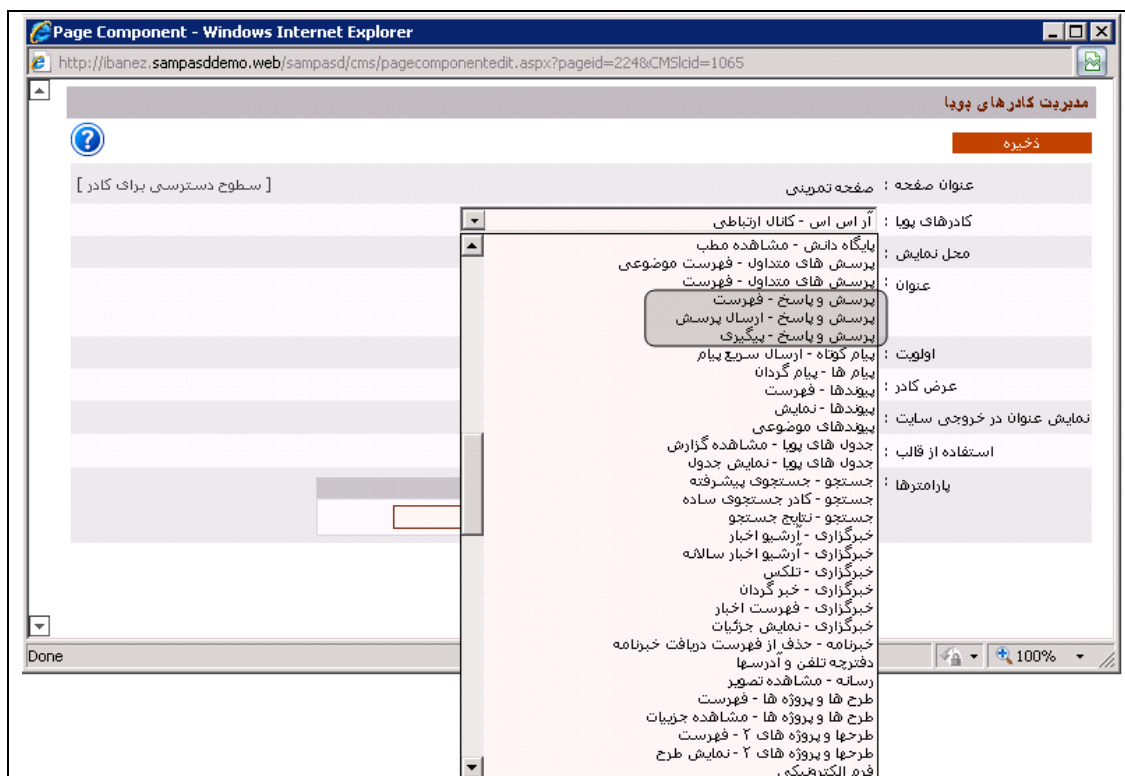 Page Component - Windows Internet Explorer
http://ibanez.sampasddemo.web/sampasd/cms/pagecomponentedit.aspx?pageid=224&CMSlcid=1065
مدیریت کادرهای پویا
ذخیره
?
عنوان صفحه : صفحه تمرینی
[ سطوح دسترسی برای کادر ]
کادرهای پویا : آر اس اس - کانال ارتباطی
محل نمایش :
عنوان :
اولویت :
عرض کادر :
نمایش عنوان در خروجی سایت :
استفاده از قالب :
پارامترها :
پایگاه دانش - مشاهده مطب
پرسش های متداول - فهرست موضوعی
پرسش های متداول - فهرست
پرسش و پاسخ - فهرست
پرسش و پاسخ - ارسال پرسش
پرسش و پاسخ - پیگیری
پیام کوتاه - ارسال سریع پیام
پیام ها - پیام گردان
پیوندها - فهرست
پیوندها - نمایش
پیوندهای موضوعی
جدول های پویا - مشاهده گزارش
جدول های پویا - نمایش جدول
جستجو - جستجوی پیشرفته
جستجو - کادر جستجوی ساده
جستجو - نتایج جستجو
خبرگزاری - آرشیو اخبار
خبرگزاری - آرشیو اخبار سالانه
خبرگزاری - تلکس
خبرگزاری - خبر گردان
خبرگزاری - فهرست اخبار
خبرگزاری - نمایش جزئیات
خبرنامه - حذف از فهرست دریافت خبرنامه
دفترچه تلفن و آدرسها
رسانه - مشاهده تصویر
طرح ها و پروژه ها - فهرست
طرح ها و پروژه ها - مشاهده جزییات
طرحها و پروژه های ۲ - فهرست
طرحها و پروژه های ۲ - نمایش طرح
فرم الکترونیکی
Done
100%